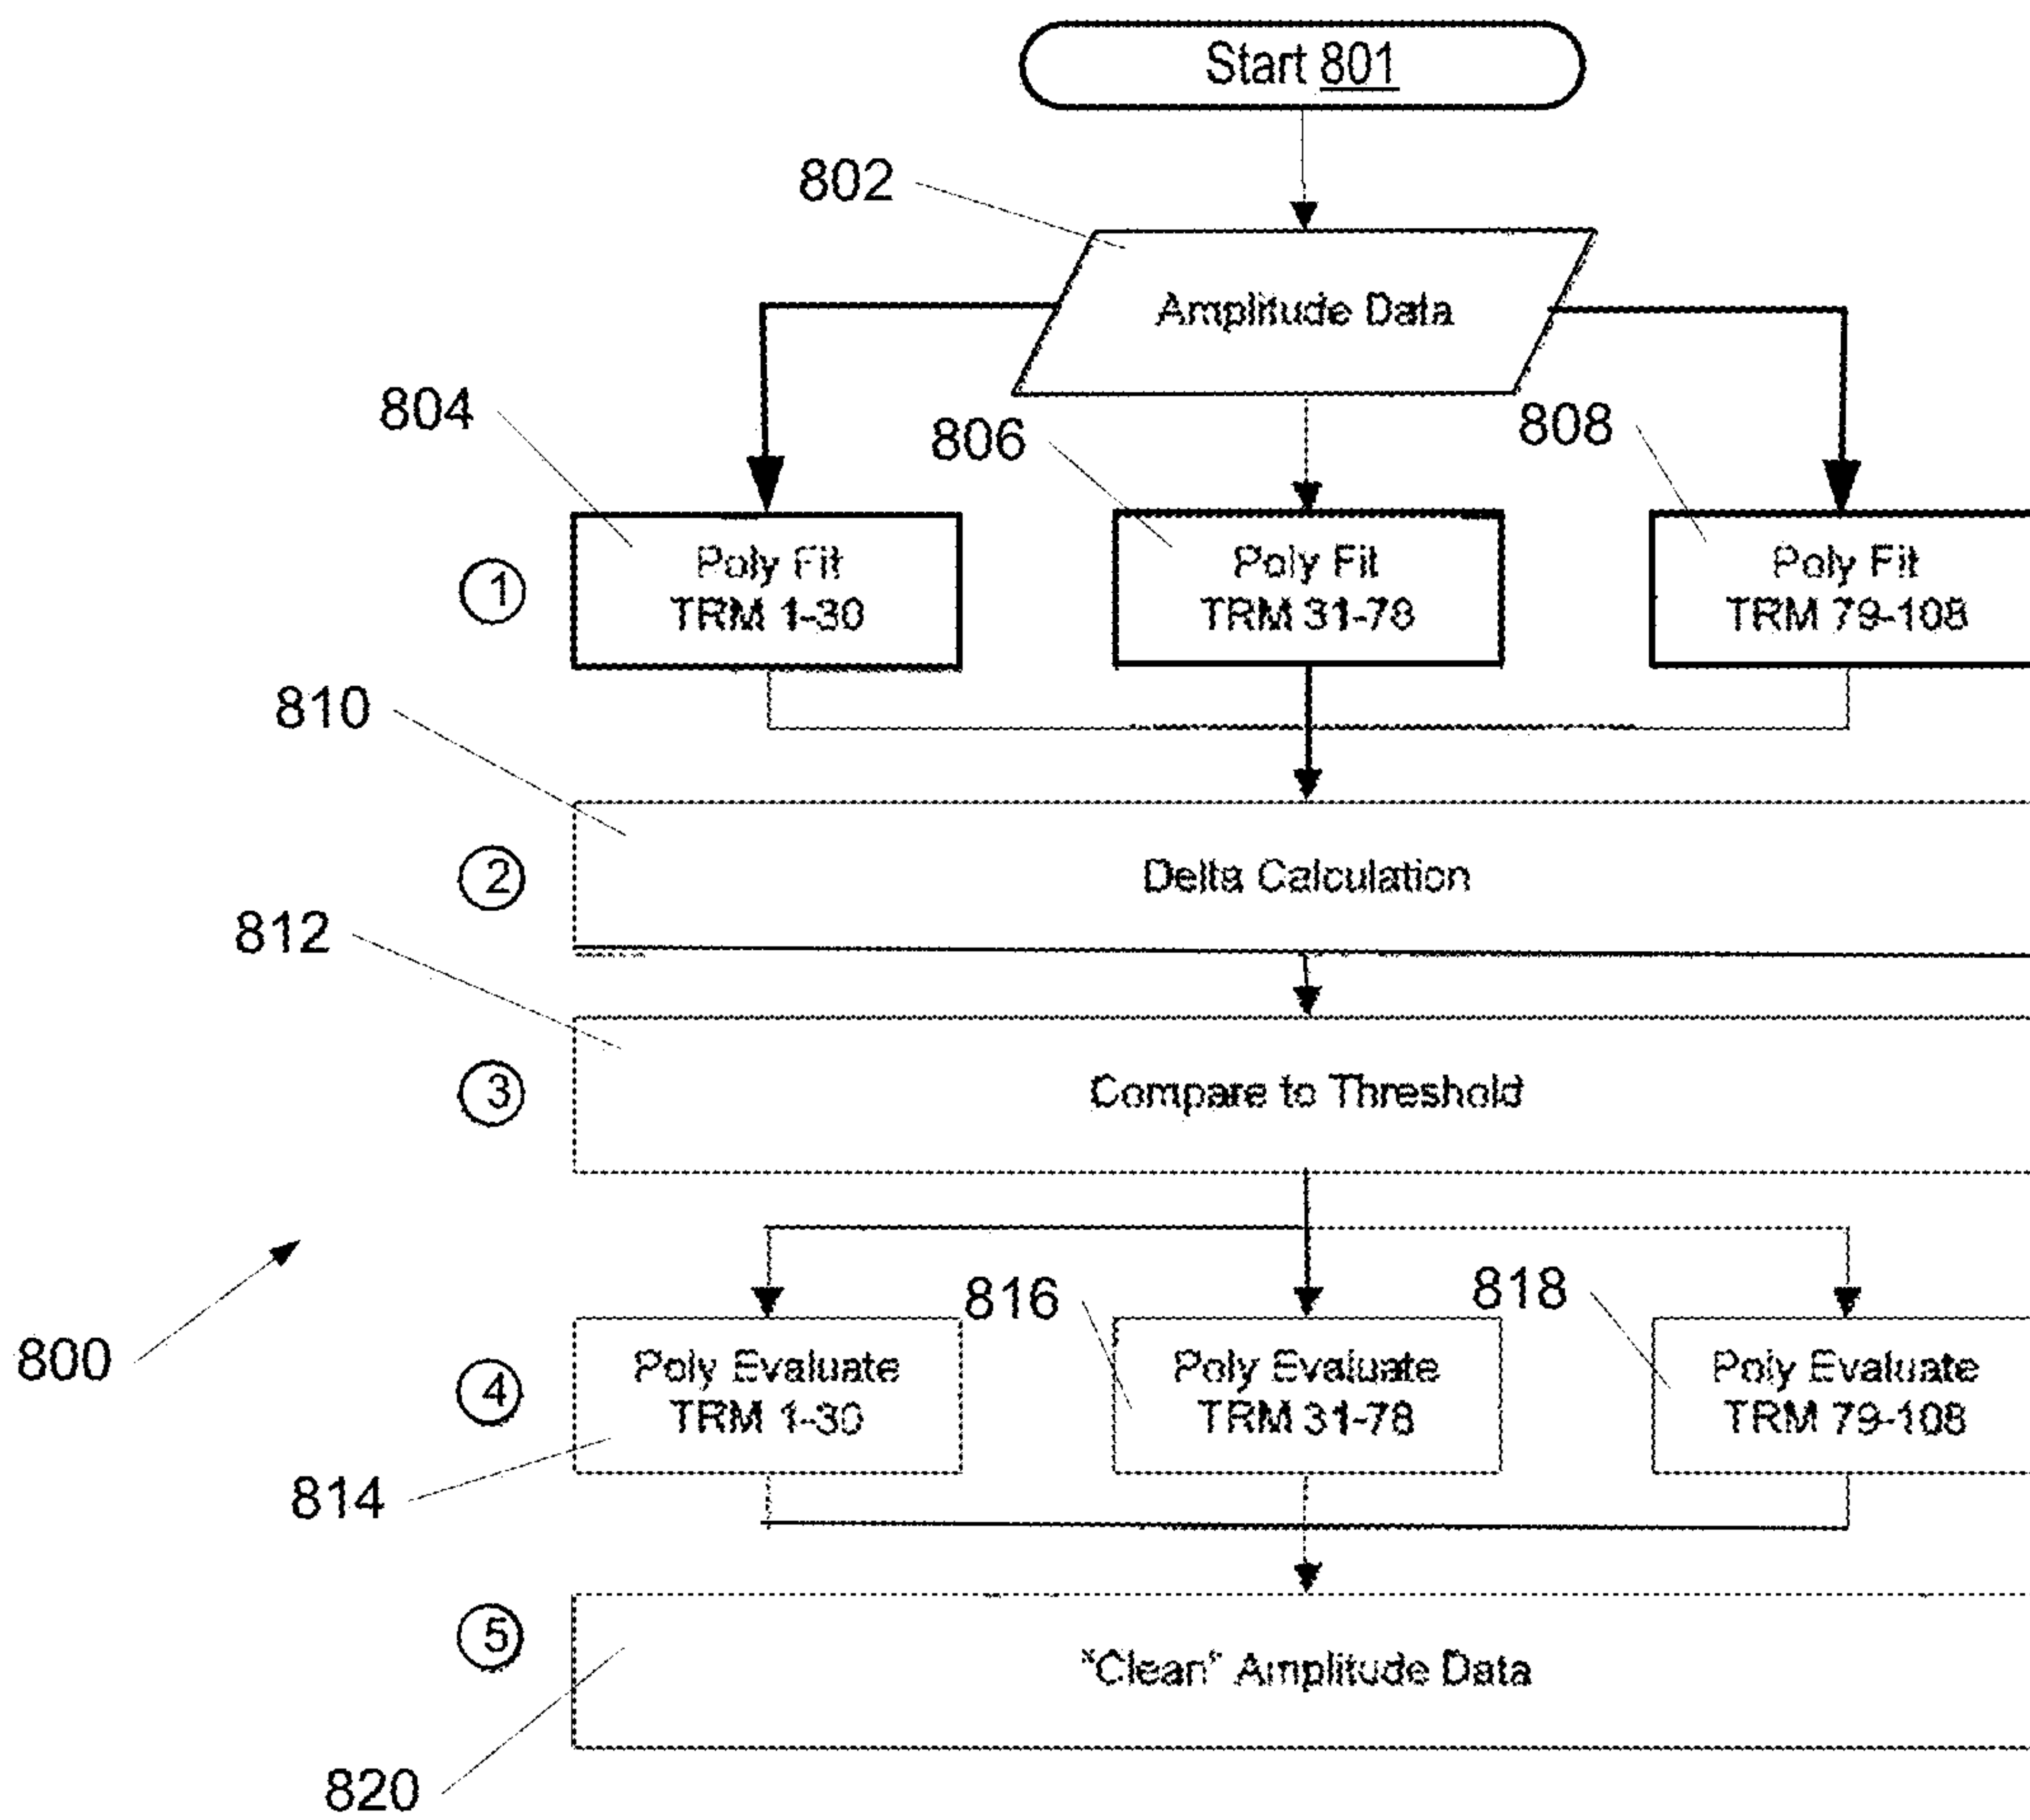 Start 801
802
Amplitude Data
804
806
808
1
Poly Fit
TRM 1-30
Poly Fit
TRM 31-78
Poly Fit
TRM 79-108
810
2
Delta Calculation
812
3
Compare to Threshold
800
816
818
4
Poly Evaluate
TRM 1-30
Poly Evaluate
TRM 31-78
Poly Evaluate
TRM 79-108
814
5
"Clean" Amplitude Data
820